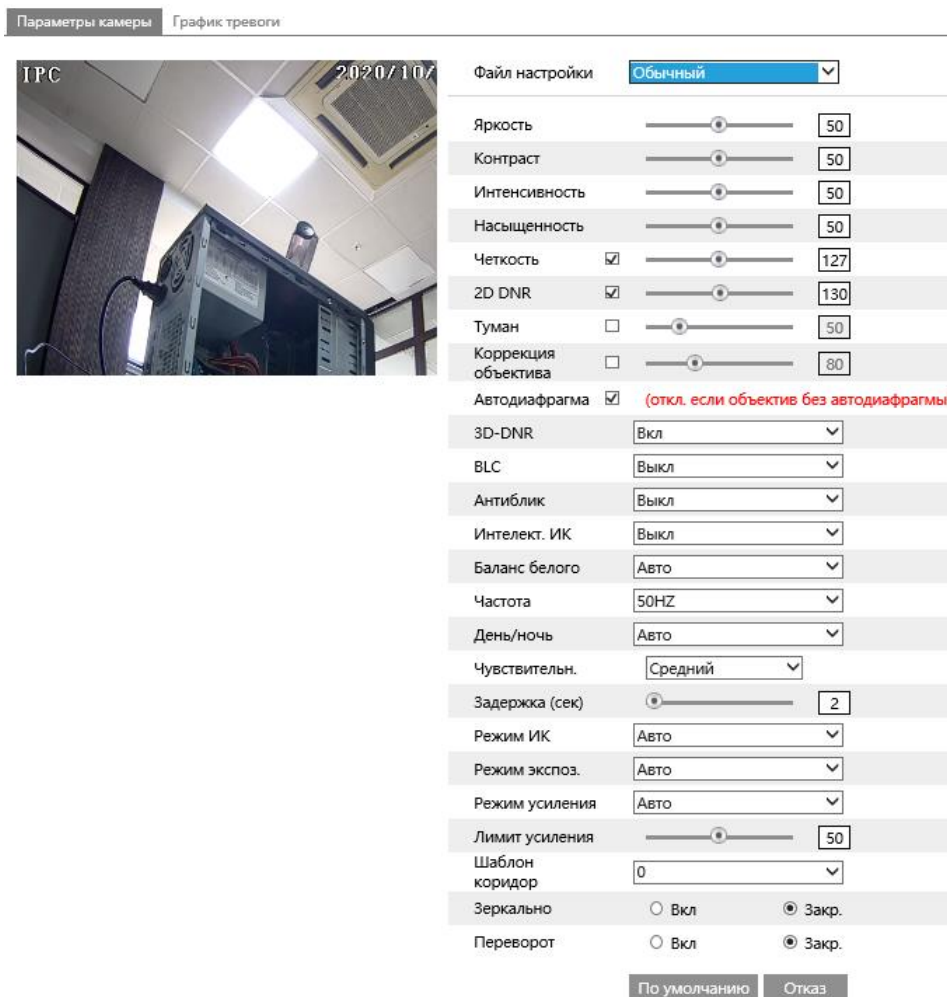 Параметры камеры График тревоги
IPC 2020/10/
Файл настройки Обычный
Яркость 50
Контраст 50
Интенсивность 50
Насыщенность 50
Четкость 127
2D DNR 130
Туман 50
Коррекция
объектива 80
Автодиафрагма (откл. если объектив без автодиафрагмы
3D-DNR Вкл
BLC Выкл
Антиблик Выкл
Интелект. ИК Выкл
Баланс белого Авто
Частота 50HZ
День/ночь Авто
Чувствительн. Средний
Задержка (сек) 2
Режим ИК Авто
Режим экспоз. Авто
Режим усиления Авто
Лимит усиления 50
Шаблон
коридор 0
Зеркально Вкл Закр.
Переворот Вкл Закр.
По умолчанию Отказ